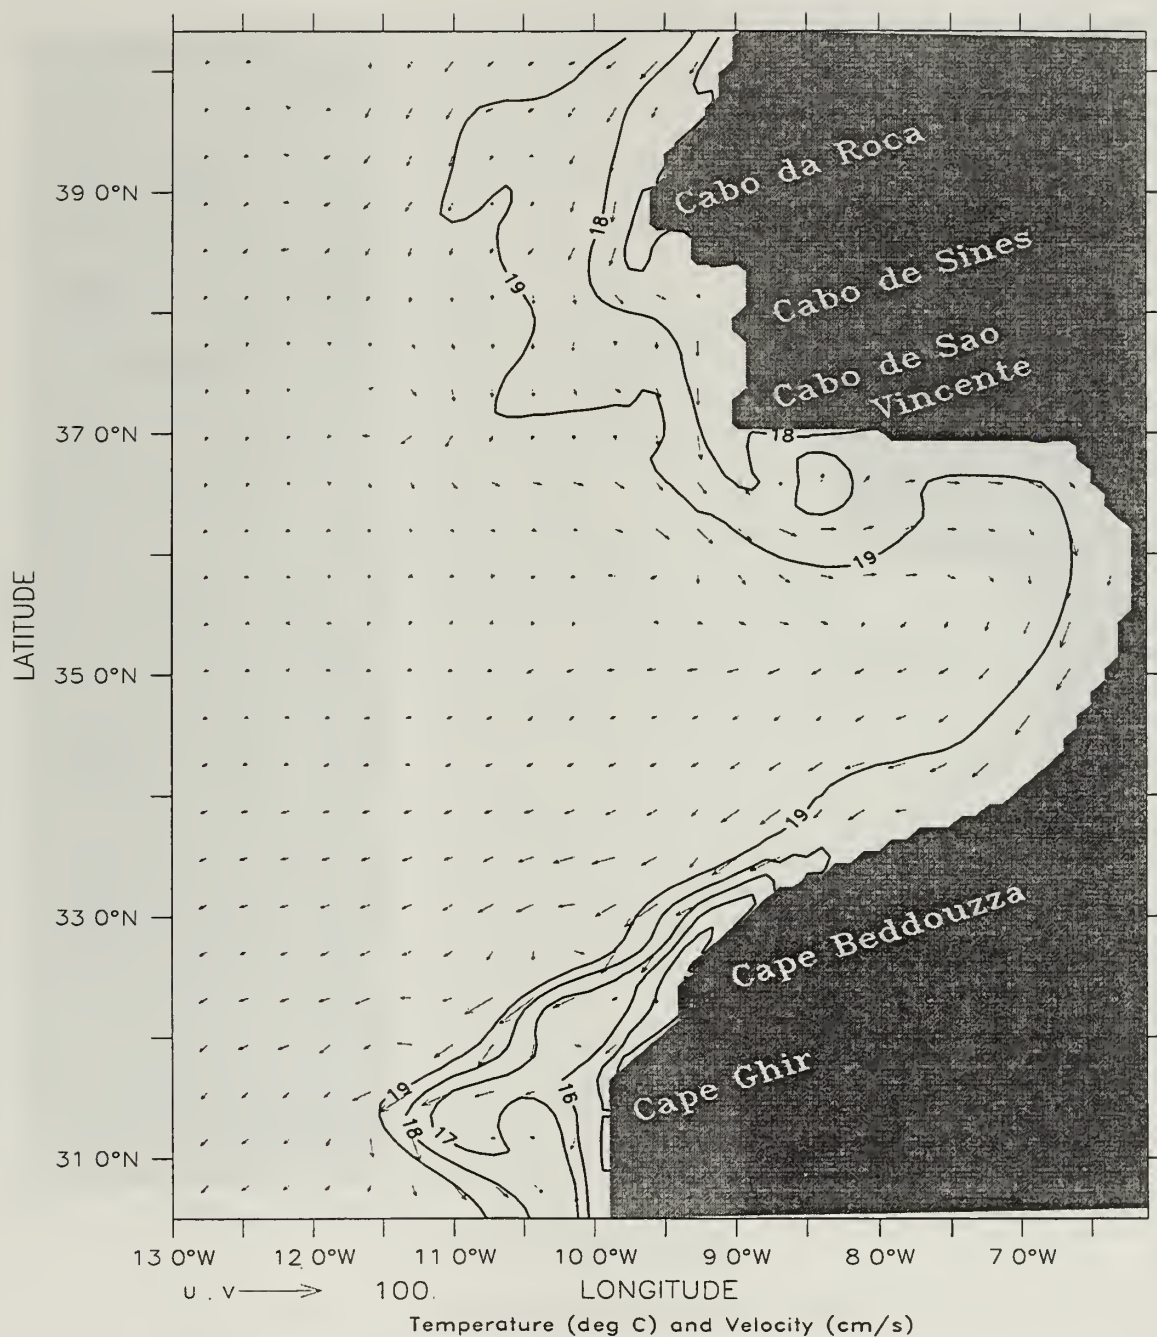 39 0°N
37 0°N
35 0°N
33 0°N
31 0°N
LATITUDE
Cabo da Roca
Cabo de Sines
Cabo de Sao
Vincente
Cape Beddouzza
Cape Ghir
18
19
18
19
19
19
18
17
16
13 0°W 12 0°W 11 0°W 10 0°W 9 0°W 8 0°W 7 0°W
u , v 100. LONGITUDE
Temperature (deg C) and Velocity (cm/s)